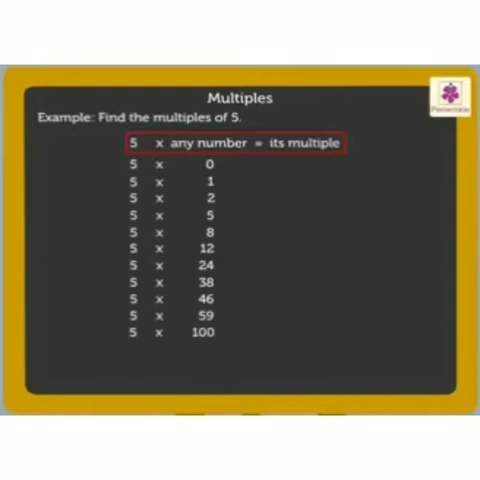 Multiples
Example: Find the multiples of 5.
5 x any number = its multiple
5 x 0
5 x 1
5 x 2
5 x 5
5 x 8
5 x 12
5 x 24
5 x 38
5 x 46
5 x 59
5 x 100